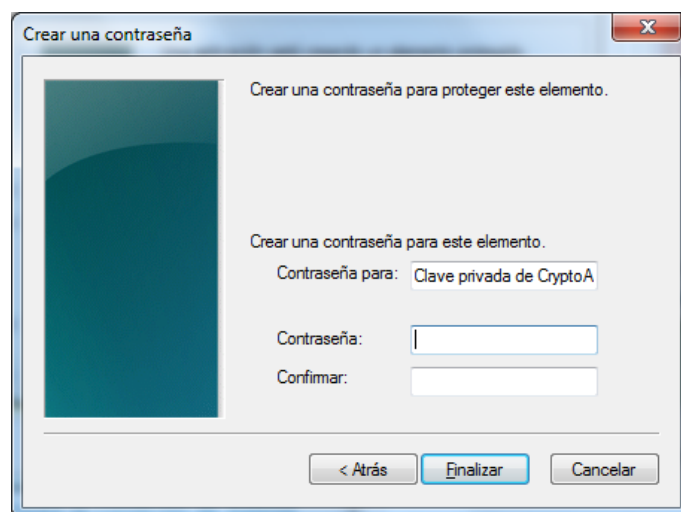 Crear una contraseña
Crear una contraseña para proteger este elemento.
Crear una contraseña para este elemento.
Contraseña para: Clave privada de CryptoA
Contraseña:
Confirmar:
< Atrás Finalizar Cancelar